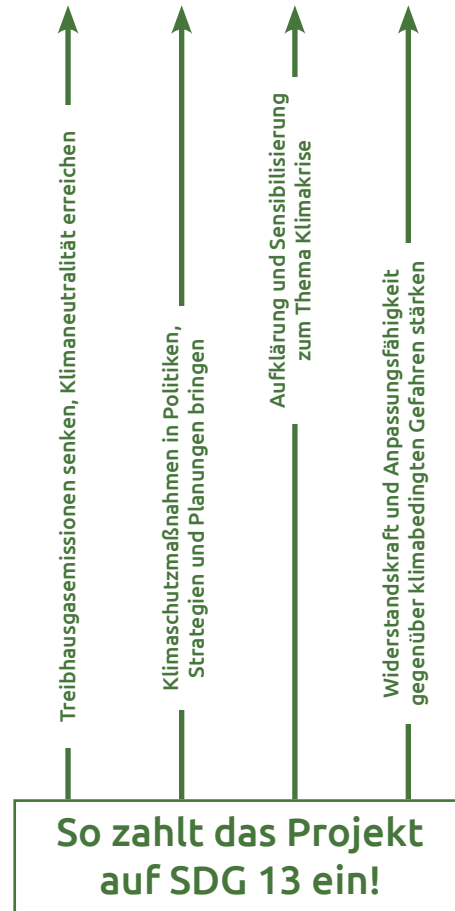 Treibhausgasemissionen senken, Klimaneutralität erreichen
Klimaschutzmaßnahmen in Politiken,
Strategien und Planungen bringen
Aufklärung und Sensibilisierung
zum Thema Klimakrise
Widerstandskraft und Anpassungsfähigkeit
gegenüber klimabedingten Gefahren stärken
So zahlt das Projekt
auf SDG 13 ein!